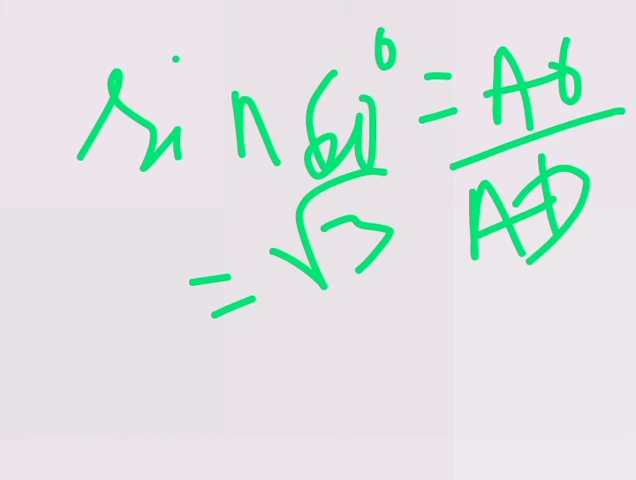 sin 60° = AB/AD
= √3